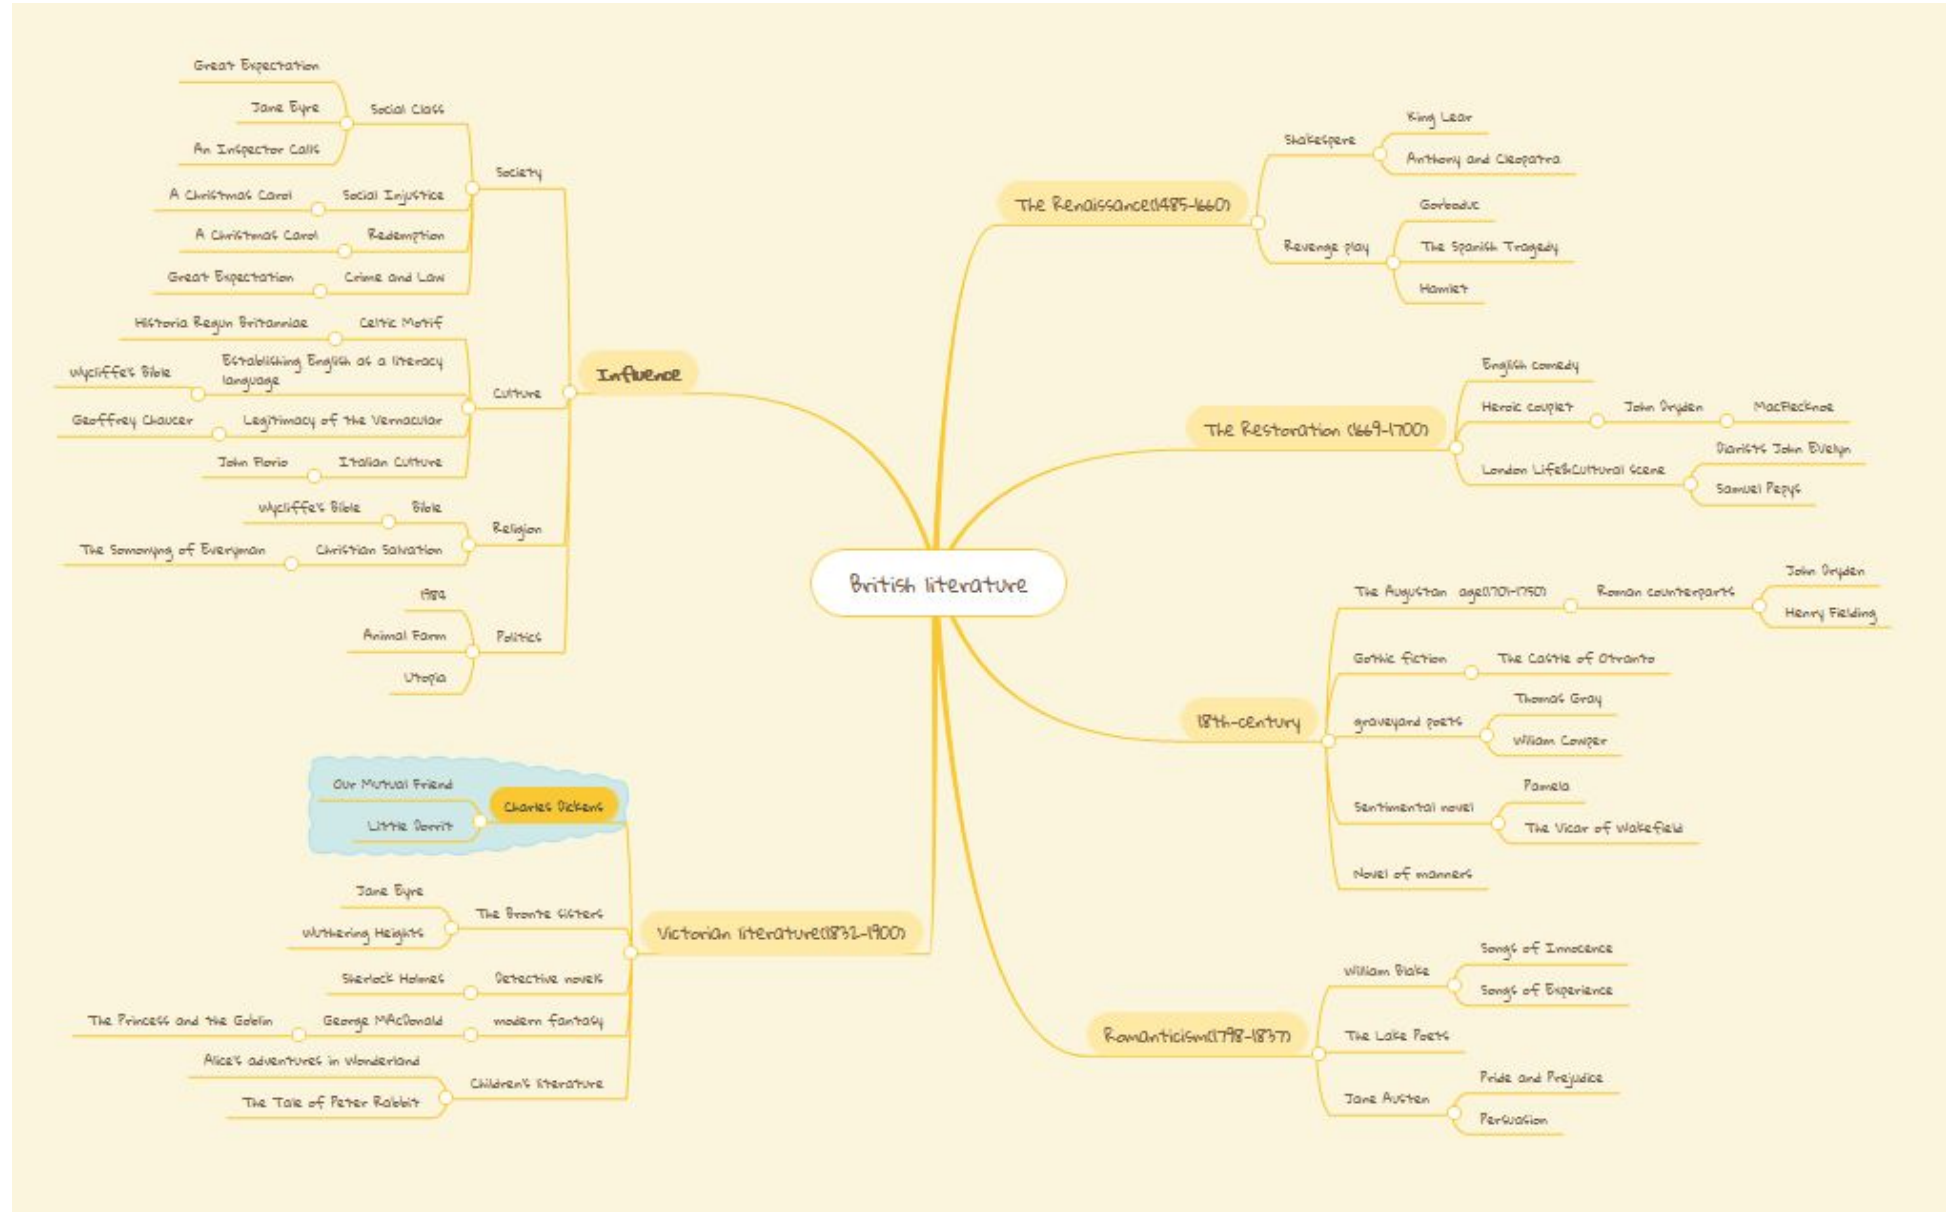 British literature
The Renaissance(1485-1660)
Shakespere
King Lear
Anthony and Cleopatra
Revenge play
Gorboduc
The Spanish Tragedy
Hamlet
The Restoration (1669-1700)
English comedy
Heroic couplet
John Dryden
MacFlecknoe
London Life&Cultural Scene
Diarists John Evelyn
Samuel Pepys
18th-century
The Augustan age(1701-1750)
Roman counterparts
John Dryden
Henry Fielding
Gothic fiction
The Castle of Otranto
graveyard poets
Thomas Gray
William Cowper
Sentimental novel
Pamela
The Vicar of Wakefield
Novel of manners
Romanticism(1798-1837)
William Blake
Songs of Innocence
Songs of Experience
The Lake Poets
Jane Austen
Pride and Prejudice
Persuasion
Influence
Society
Social Class
Great Expectation
Jane Eyre
An Inspector Calls
Social Injustice
A Christmas Carol
Redemption
A Christmas Carol
Crime and Law
Great Expectation
Culture
Celtic Motif
Historia Regun Britanniae
Establishing English as a literacy
language
Wycliffe's Bible
Legitimacy of the Vernacular
Geoffrey Chaucer
Italian Culture
John Florio
Religion
Bible
Wycliffe's Bible
Christian Salvation
The Somonyng of Everyman
Politics
1984
Animal Farm
Utopia
Victorian literature(1832-1900)
Charles Dickens
Our Mutual Friend
Little Dorrit
The Bronte sisters
Jane Eyre
Wuthering Heights
Detective novels
Sherlock Holmes
modern fantasy
George MAcDonald
The Princess and the Goblin
Children's literature
Alice's adventures in Wonderland
The Tale of Peter Rabbit